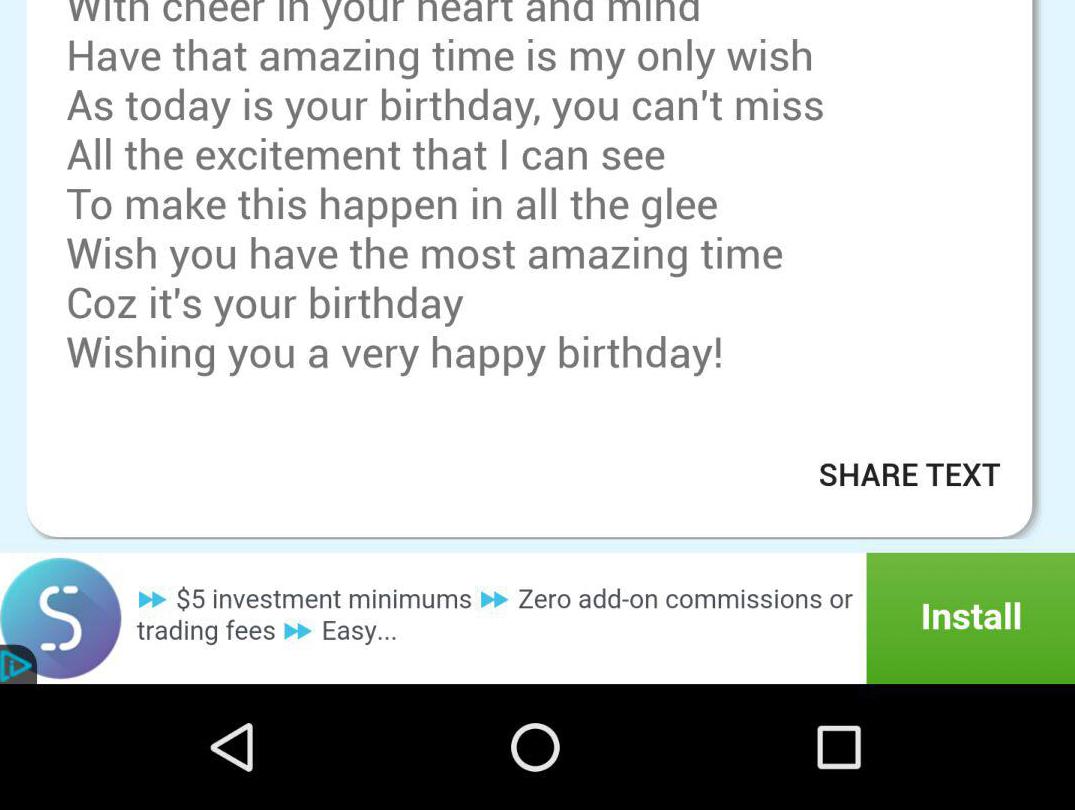 With cheer in your heart and mind
Have that amazing time is my only wish
As today is your birthday, you can't miss
All the excitement that I can see
To make this happen in all the glee
Wish you have the most amazing time
Coz it's your birthday
Wishing you a very happy birthday!
SHARE TEXT
S
$5 investment minimums Zero add-on commissions or
trading fees Easy...
Install